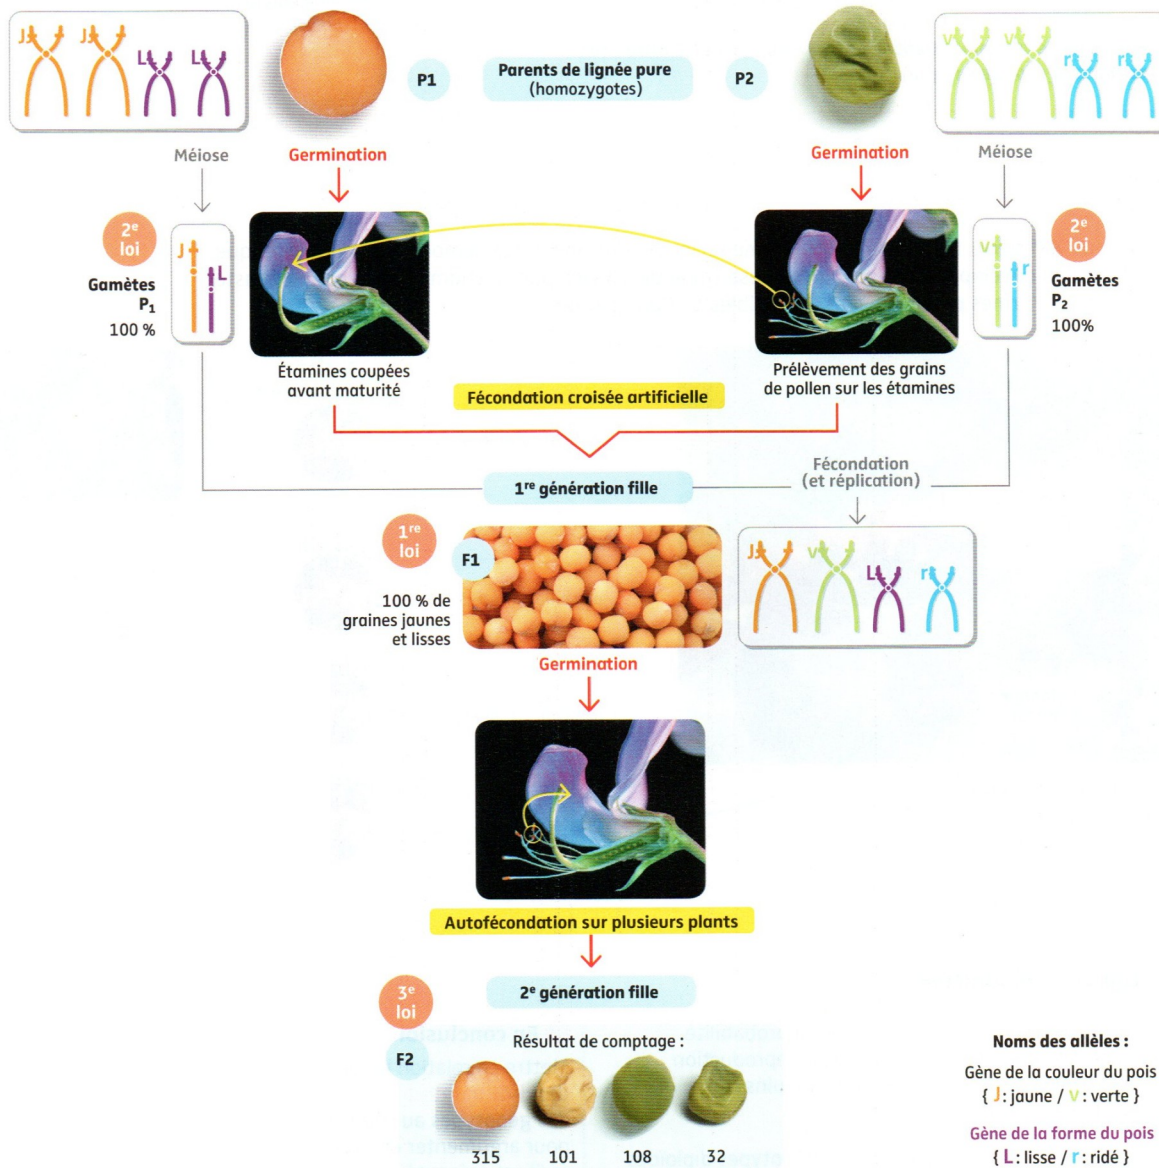 J J L L
P1
Parents de lignée pure
(homozygotes)
P2
v v r r
Méiose
Germination
Germination
Méiose
2e
loi
Gamètes
P1
100 %
J
L
v
r
2e
loi
Gamètes
P2
100%
Étamines coupées
avant maturité
Prélèvement des grains
de pollen sur les étamines
Fécondation croisée artificielle
Fécondation
(et réplication)
1re génération fille
1re
loi
F1
100 % de
graines jaunes
et lisses
J v L r
Germination
Autofécondation sur plusieurs plants
3e
loi
2e génération fille
F2
Résultat de comptage :
315 101 108 32
Noms des allèles :
Gène de la couleur du pois
{ J : jaune / v : verte }
Gène de la forme du pois
{ L : lisse / r : ridé }